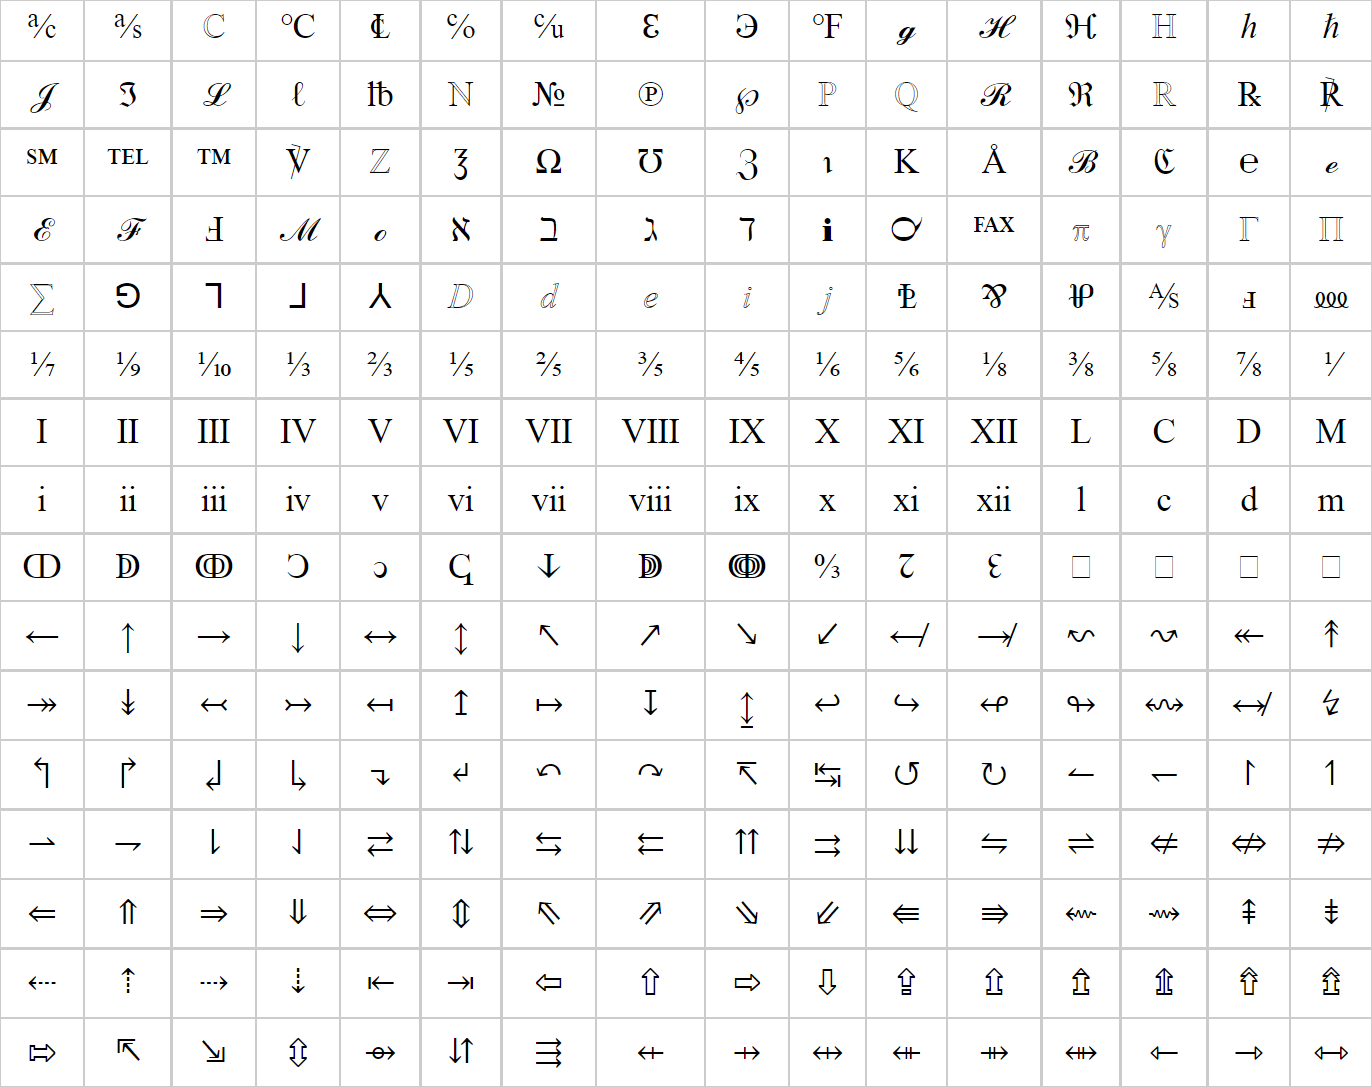 ℀ ℁ ℂ ℃ ℄ ℅ ℆ ℇ ℈ ℉ ℊ ℋ ℌ ℍ ℎ ℏ
ℐ ℑ ℒ ℓ ℔ ℕ № ℗ ℘ ℙ ℚ ℛ ℜ ℝ ℞ ℟
℠ ℡ ™ ℣ ℤ ℥ Ω ℧ ℨ ℩ K Å ℬ ℭ ℮ ℯ
ℰ ℱ Ⅎ ℳ ℴ ℵ ℶ ℷ ℸ ℹ ℺ ℻ ℼ ℽ ℾ ℿ
⅀ ⅁ ⅂ ⅃ ⅄ ⅅ ⅆ ⅇ ⅈ ⅉ ⅊ ⅋ ⅌ ⅍ ⅎ ⅏
⅐ ⅑ ⅒ ⅓ ⅔ ⅕ ⅖ ⅗ ⅘ ⅙ ⅚ ⅛ ⅜ ⅝ ⅞ ⅟
Ⅰ Ⅱ Ⅲ Ⅳ Ⅴ Ⅵ Ⅶ Ⅷ Ⅸ Ⅹ Ⅺ Ⅻ Ⅼ Ⅽ Ⅾ Ⅿ
ⅰ ⅱ ⅲ ⅳ ⅴ ⅵ ⅶ ⅷ ⅸ ⅹ ⅺ ⅻ ⅼ ⅽ ⅾ ⅿ
ↀ ↁ ↂ Ↄ ↄ ↅ ↆ ↇ ↈ ↉ ↊ ↋ □ □ □ □
← ↑ → ↓ ↔ ↕ ↖ ↗ ↘ ↙ ↚ ↛ ↜ ↝ ↞ ↟
↠ ↡ ↢ ↣ ↤ ↥ ↦ ↧ ↨ ↩ ↪ ↫ ↬ ↭ ↮ ↯
↰ ↱ ↲ ↳ ↴ ↵ ↶ ↷ ↸ ↹ ↺ ↻ ↼ ↽ ↾ ↿
⇀ ⇁ ⇂ ⇃ ⇄ ⇅ ⇆ ⇇ ⇈ ⇉ ⇊ ⇋ ⇌ ⇍ ⇎ ⇏
⇐ ⇑ ⇒ ⇓ ⇔ ⇕ ⇖ ⇗ ⇘ ⇙ ⇚ ⇛ ⇜ ⇝ ⇞ ⇟
⇠ ⇡ ⇢ ⇣ ⇤ ⇥ ⇦ ⇧ ⇨ ⇩ ⇪ ⇫ ⇬ ⇭ ⇮ ⇯
⇰ ⇱ ⇲ ⇳ ⇴ ⇵ ⇶ ⇷ ⇸ ⇹ ⇺ ⇻ ⇼ ⇽ ⇾ ⇿